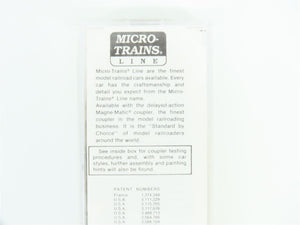 MICRO-
TRAINS®
LINE
Micro-Trains® Line are the finest
model railroad cars available. Every
car has the craftsmanship and
detail you expect from the Micro-
Trains® Line name.
Available with the delayed-action
Magne-Matic® coupler, the finest
coupler in the model railroading
business. It is the "Standard by
Choice" of model railroaders
around the world.
See inside box for coupler testing
procedures and, with some car
styles, further assembly and painting
hints will also be found.
PATENT NUMBERS
France
U.S.A.
U.S.A.
U.S.A.
U.S.A.
U.S.A.
U.S.A.